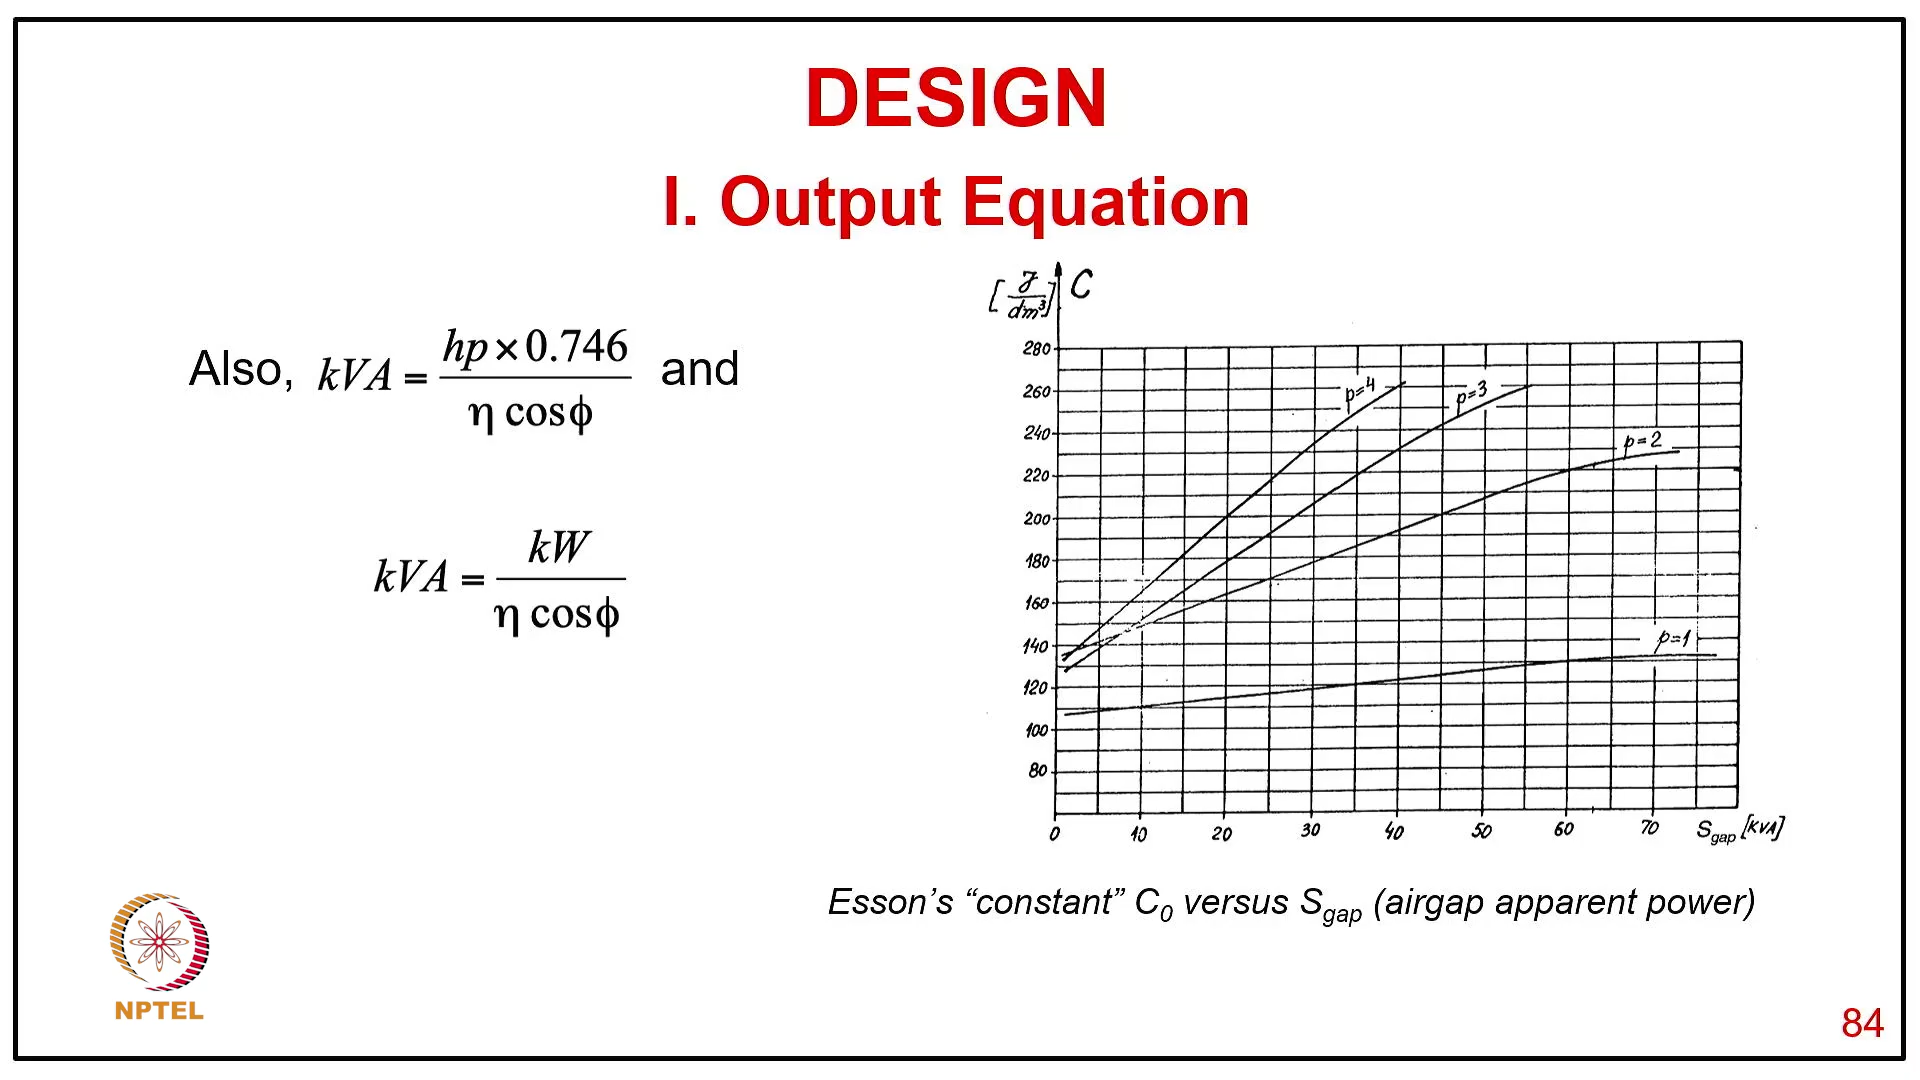 DESIGN
I. Output Equation
Also, kVA = hp×0.746 / η cosϕ and
kVA = kW / η cosϕ
[J/dm³] C
280
260
240
220
200
180
160
140
120
100
80
p=4
p=3
p=2
p=1
0 10 20 30 40 50 60 70 Sgap [KVA]
Esson’s “constant” C0 versus Sgap (airgap apparent power)
NPTEL
84